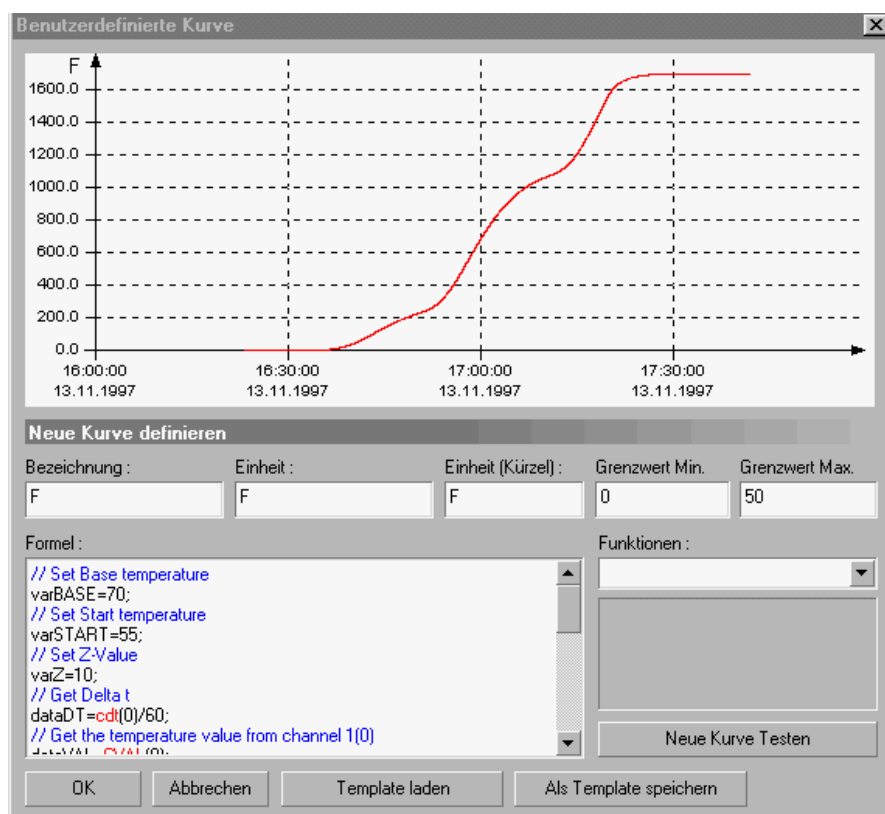 Benutzerdefinierte Kurve
F
1600.0
1400.0
1200.0
1000.0
800.0
600.0
400.0
200.0
0.0
16:00:00 16:30:00 17:00:00 17:30:00
13.11.1997 13.11.1997 13.11.1997 13.11.1997
Neue Kurve definieren
Bezeichnung : Einheit : Einheit (Kürzel) : Grenzwert Min. Grenzwert Max.
F F F 0 50
Formel : Funktionen :
// Set Base temperature
varBASE=70;
// Set Start temperature
varSTART=55;
// Set Z-Value
varZ=10;
// Get Delta t
dataDT=cdt(0)/60;
// Get the temperature value from channel 1(0)
Neue Kurve Testen
OK Abbrechen Template laden Als Template speichern